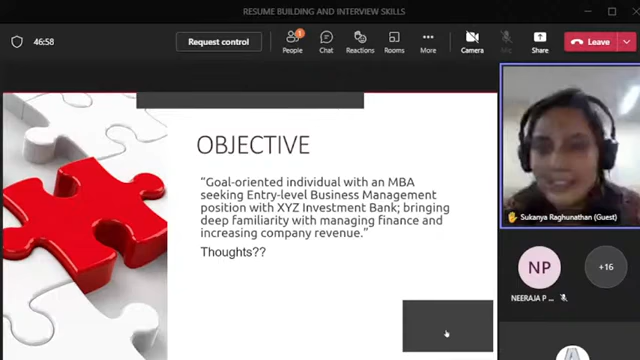 RESUME BUILDING AND INTERVIEW SKILLS
46:58
Request control
1
People
Chat
Reactions
Rooms
More
Camera
Mic
Share
Leave
OBJECTIVE
“Goal-oriented individual with an MBA
seeking Entry-level Business Management
position with XYZ Investment Bank; bringing
deep familiarity with managing finance and
increasing company revenue.”
Thoughts??
Sukanya Raghunathan (Guest)
NP
+16
NEERAJA P ...